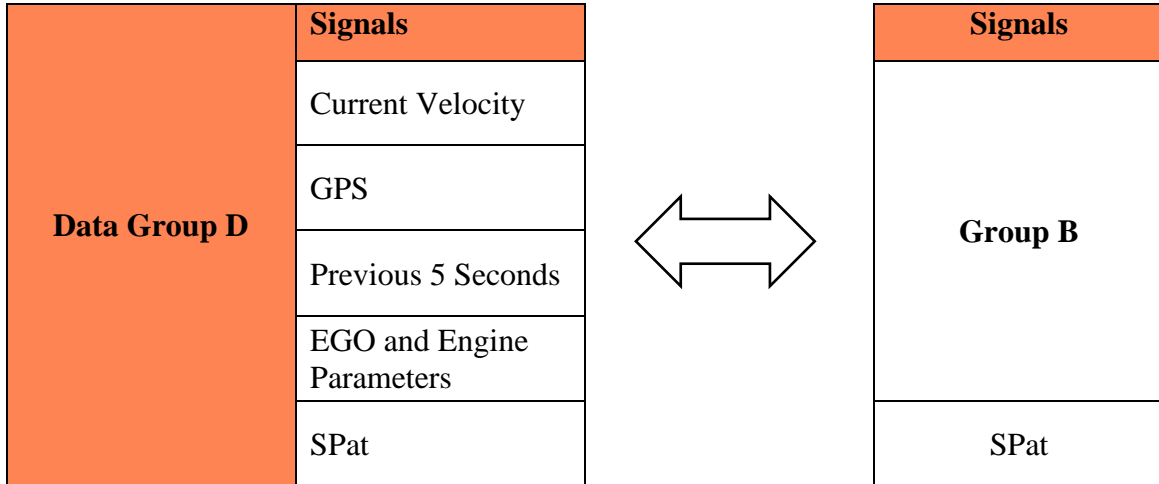 Data Group D
Signals
Current Velocity
GPS
Previous 5 Seconds
EGO and Engine
Parameters
SPat
Signals
Group B
SPat